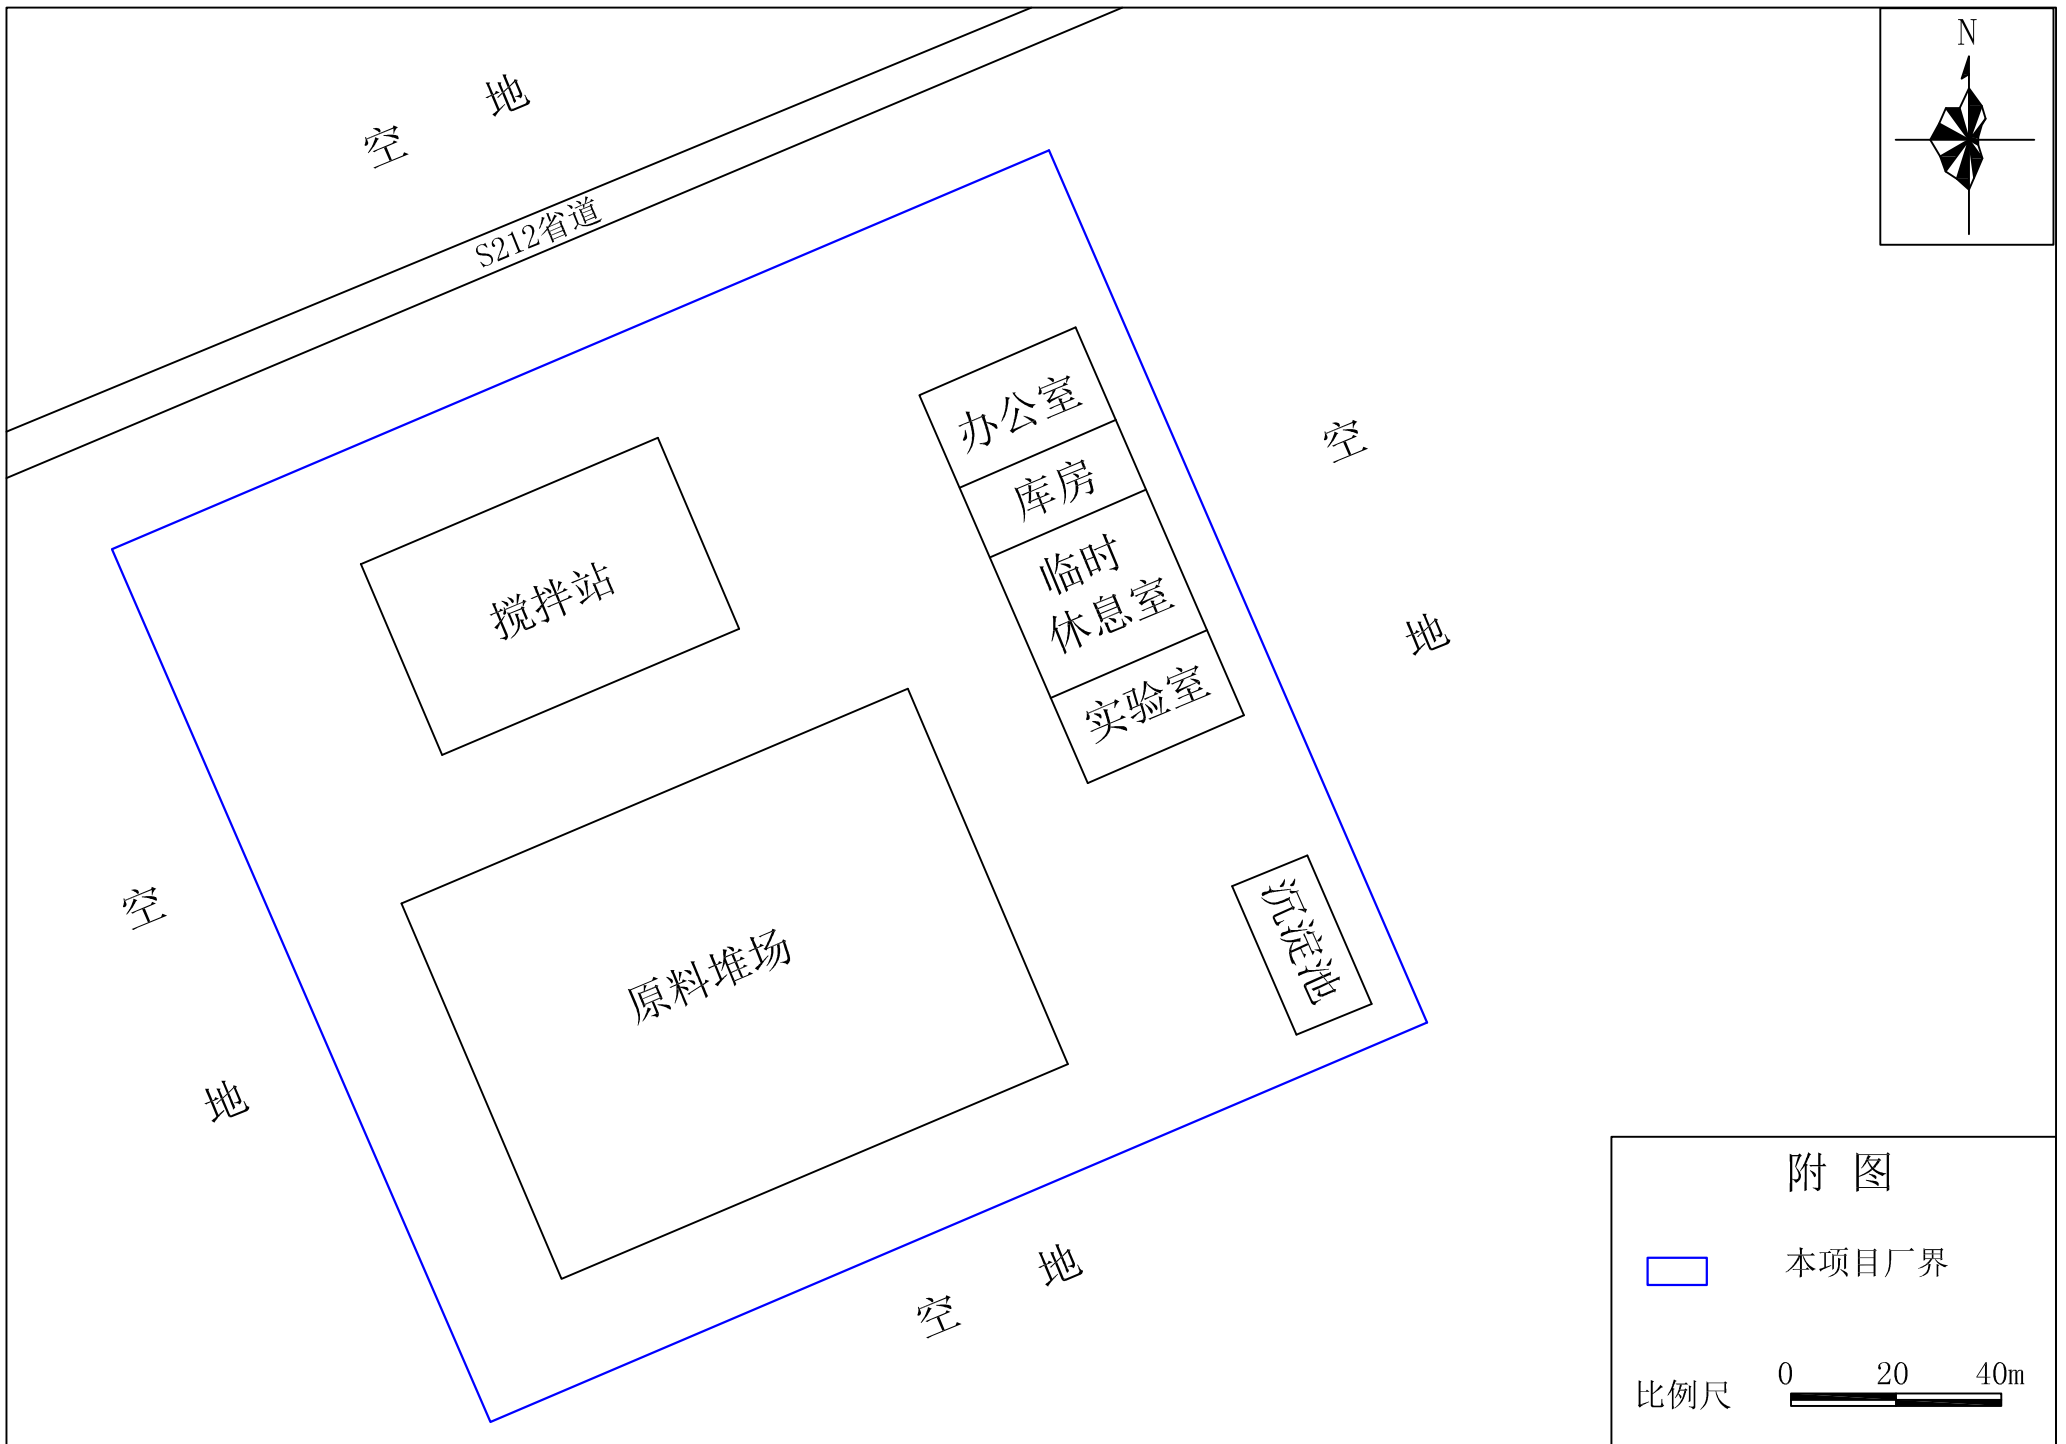 N
空 地
S212省道
办公室
库房
临时
休息室
实验室
搅拌站
空 地
原料堆场
沉淀池
空 地
空 地
附 图
本项目厂界
比例尺
0 20 40m